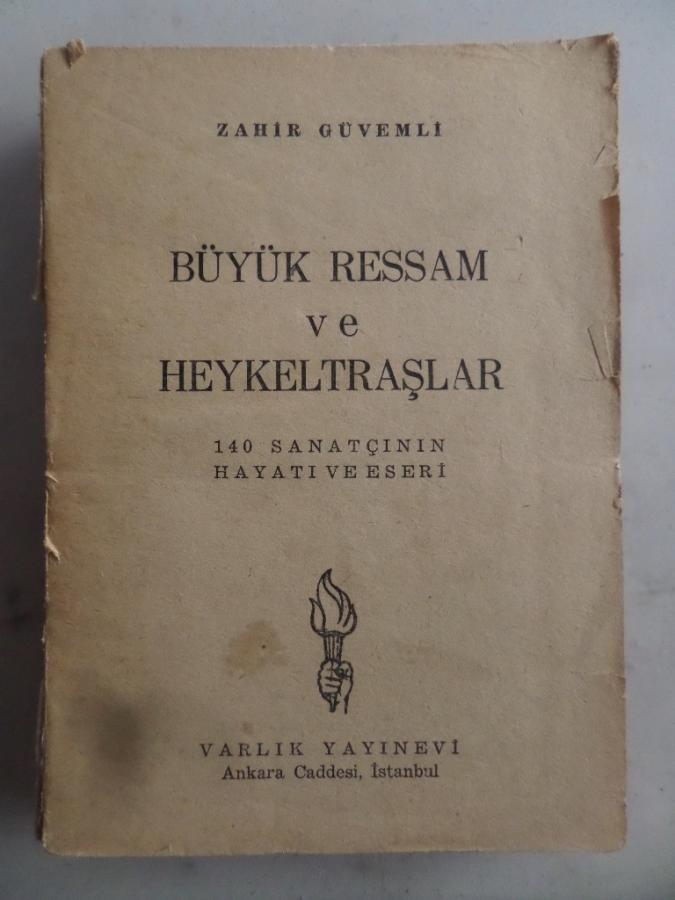 ZAHİR GÜVEMLİ
BÜYÜK RESSAM
ve
HEYKELTRAŞLAR
140 SANATÇININ
HAYATI VE ESERİ
VARLIK YAYINEVİ
Ankara Caddesi, İstanbul